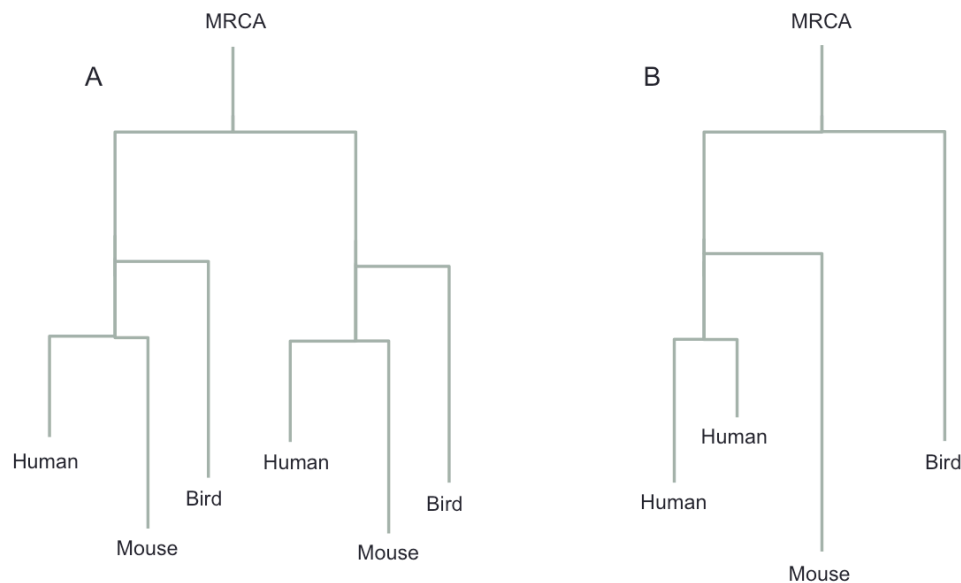 MRCA
A
Human
Mouse
Bird
Human
Mouse
Bird
MRCA
B
Human
Human
Mouse
Bird